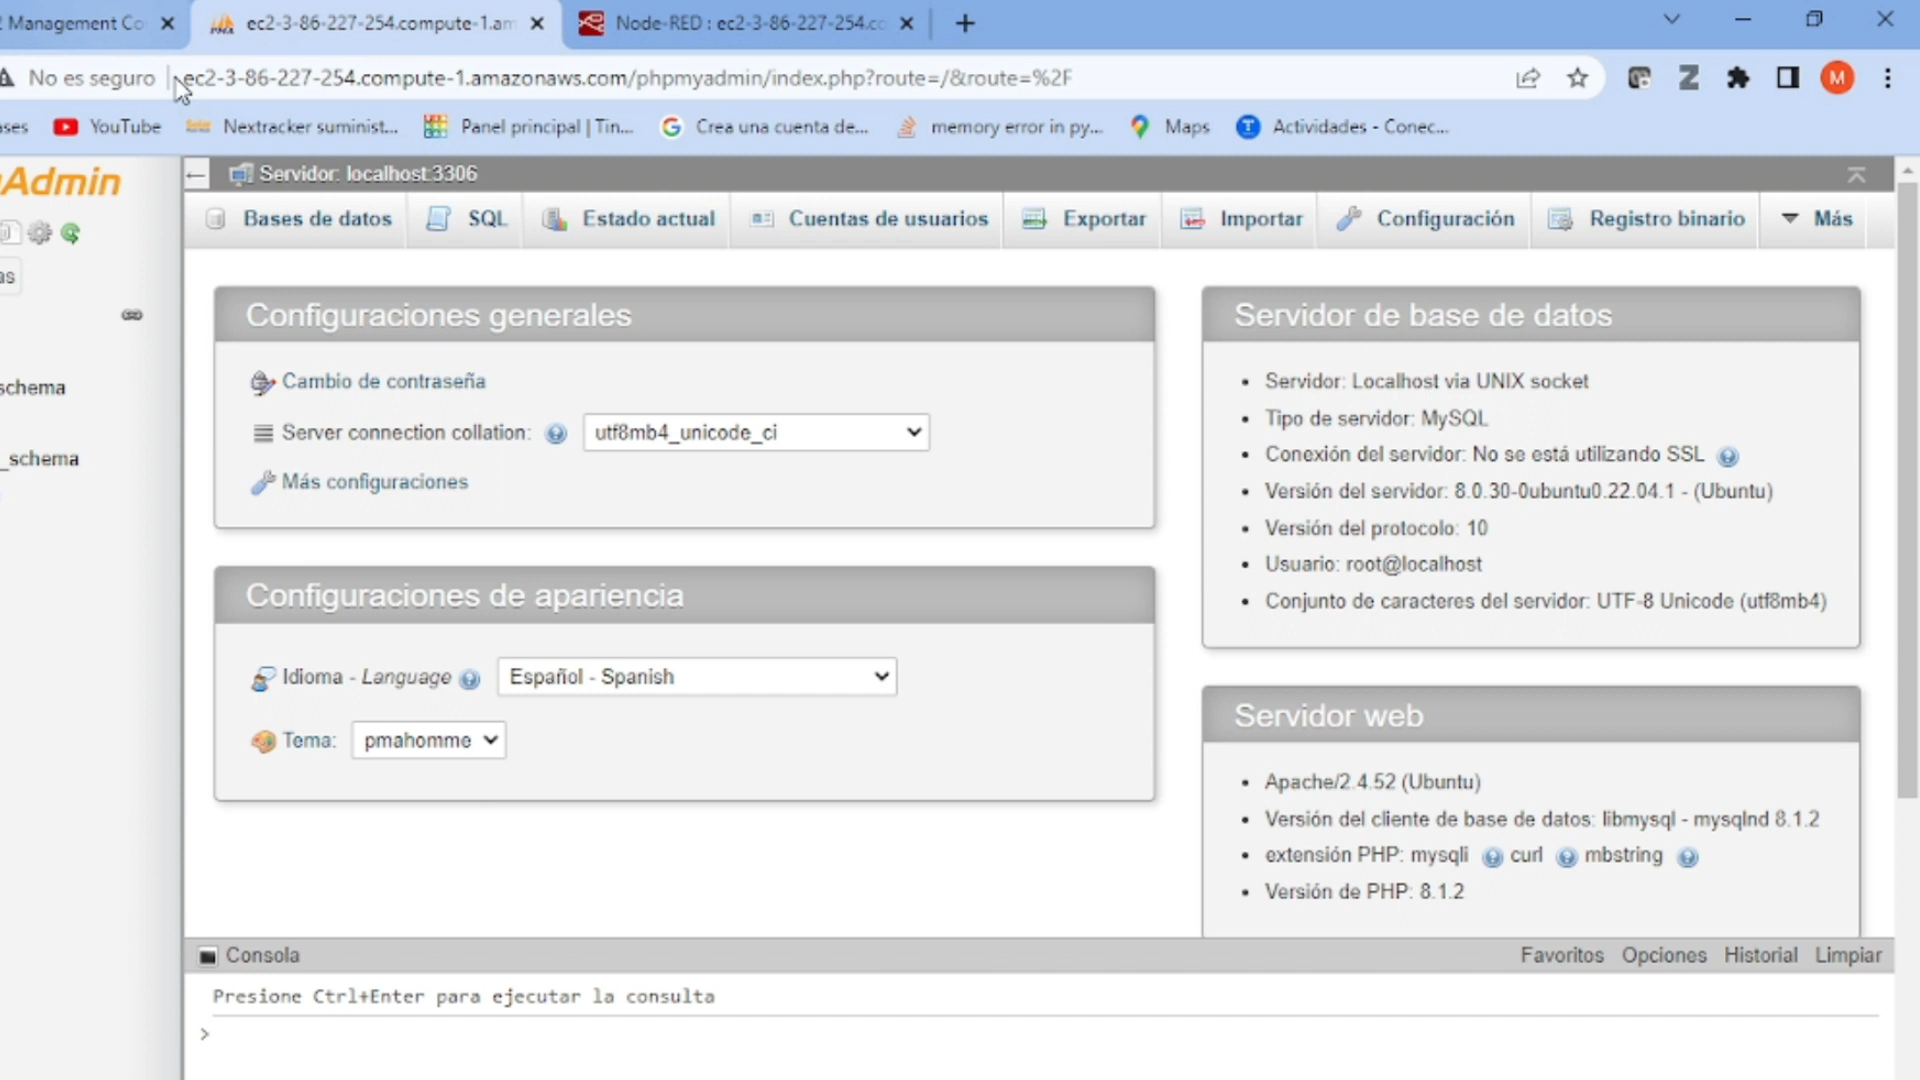 2 Management Co
ec2-3-86-227-254.compute-1.am
Node-RED : ec2-3-86-227-254.co
No es seguro
ec2-3-86-227-254.compute-1.amazonaws.com/phpmyadmin/index.php?route=/&route=%2F
M
ases
YouTube
Nextracker suminist...
Panel principal | Tin...
Crea una cuenta de...
memory error in py...
Maps
Actividades - Conec...
Admin
Servidor: localhost:3306
Bases de datos
SQL
Estado actual
Cuentas de usuarios
Exportar
Importar
Configuración
Registro binario
Más
as
schema
_schema
Configuraciones generales
Cambio de contraseña
Server connection collation:
utf8mb4_unicode_ci
Más configuraciones
Configuraciones de apariencia
Idioma - Language
Español - Spanish
Tema:
pmahomme
Servidor de base de datos
Servidor: Localhost via UNIX socket
Tipo de servidor: MySQL
Conexión del servidor: No se está utilizando SSL
Versión del servidor: 8.0.30-0ubuntu0.22.04.1 - (Ubuntu)
Versión del protocolo: 10
Usuario: root@localhost
Conjunto de caracteres del servidor: UTF-8 Unicode (utf8mb4)
Servidor web
Apache/2.4.52 (Ubuntu)
Versión del cliente de base de datos: libmysql - mysqlnd 8.1.2
extensión PHP: mysqli curl mbstring
Versión de PHP: 8.1.2
Consola
Favoritos
Opciones
Historial
Limpiar
Presione Ctrl+Enter para ejecutar la consulta
>